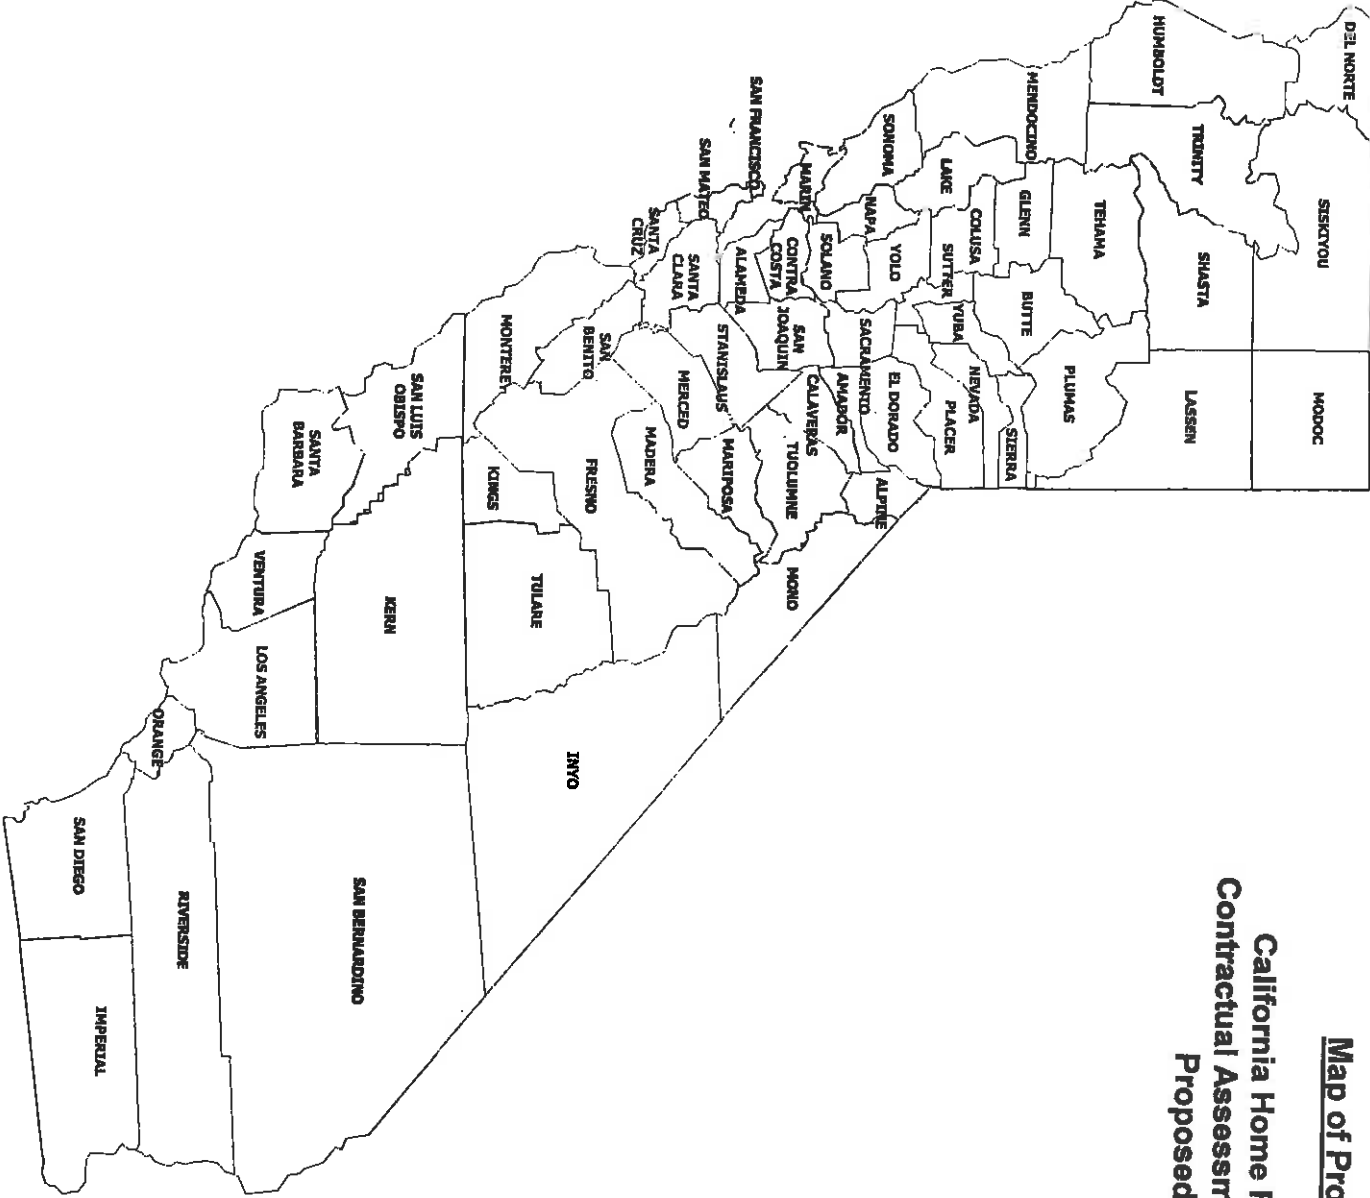 Map of Pro
California Home
Contractual Assessm
Proposed
DEL NORTE
SISKIYOU
MODOC
HUMBOLDT
TRINITY
SHASTA
LASSEN
MENDOCINO
TEHAMA
PLUMAS
GLENN
BUTTE
SIERRA
LAKE
COLUSA
SUTTER
YUBA
NEVADA
PLACER
SONOMA
NAPA
YOLO
EL DORADO
SACRAMENTO
AMADOR
ALPINE
MARIN
SOLANO
CALAVERAS
CONTRA
COSTA
SAN
JOAQUIN
TUOLUMNE
MONO
SAN FRANCISCO
ALAMEDA
STANISLAUS
MARIPOSA
SAN MATEO
SANTA
CLARA
MERCED
SANTA
CRUZ
MADERA
SAN
BENITO
FRESNO
INYO
MONTEREY
KINGS
TULARE
SAN LUIS
OBISPO
KERN
SAN BERNARDINO
SANTA
BARBARA
VENTURA
LOS ANGELES
ORANGE
RIVERSIDE
SAN DIEGO
IMPERIAL